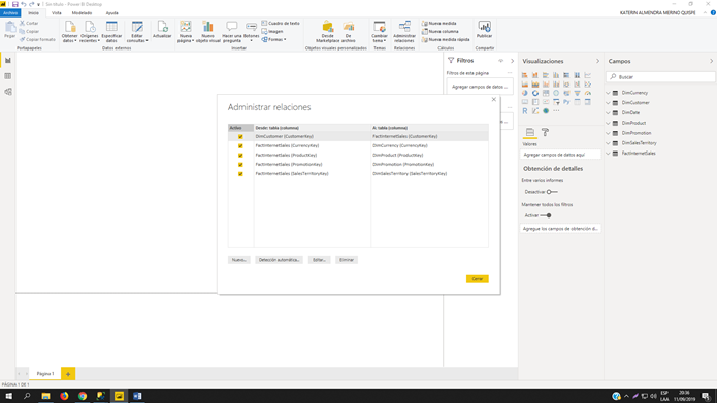 Sin título - Power BI Desktop
KATERIN ALMENDRA MERINO QUISPE
Archivo Inicio Vista Modelado Ayuda
Pegar
Cortar
Copiar
Copiar formato
Portapapeles
Obtener datos
Orígenes recientes
Especificar datos
Datos externos
Editar consultas
Actualizar
Nueva página
Nuevo objeto visual
Hacer una pregunta
Botones
Cuadro de texto
Imagen
Formas
Insertar
Desde Marketplace
De archivo
Objetos visuales personalizados
Cambiar tema
Temas
Administrar relaciones
Relaciones
Nueva medida
Nueva columna
Nueva medida rápida
Cálculos
Publicar
Compartir
Administrar relaciones
Activo Desde: tabla (columna) Al: tabla (columna)
DimCustomer (CustomerKey) FactInternetSales (CustomerKey)
FactInternetSales (CurrencyKey) DimCurrency (CurrencyKey)
FactInternetSales (ProductKey) DimProduct (ProductKey)
FactInternetSales (PromotionKey) DimPromotion (PromotionKey)
FactInternetSales (SalesTerritoryKey) DimSalesTerritory (SalesTerritoryKey)
Nuevo... Detección automática... Editar... Eliminar
Cerrar
Filtros
Filtros de esta página
Agregar campos de datos ...
Visualizaciones
Valores
Agregar campos de datos aquí
Obtención de detalles
Entre varios informes
Desactivar
Mantener todos los filtros
Activar
Agregue los campos de obtención d...
Campos
Buscar
DimCurrency
DimCustomer
DimDate
DimProduct
DimPromotion
DimSalesTerritory
FactInternetSales
Página 1
PÁGINA 1 DE 1
ESP
LAA
20:36
11/09/2019